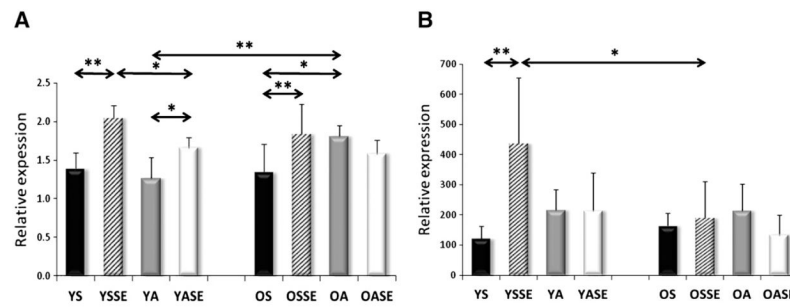 A
**
** * *
** *
2.5
2.0
1.5
1.0
0.5
0.0
Relative expession
YS YSSE YA YASE OS OSSE OA OASE
B
** *
700
600
500
400
300
200
100
0
Relative expression
YS YSSE YA YASE OS OSSE OA OASE